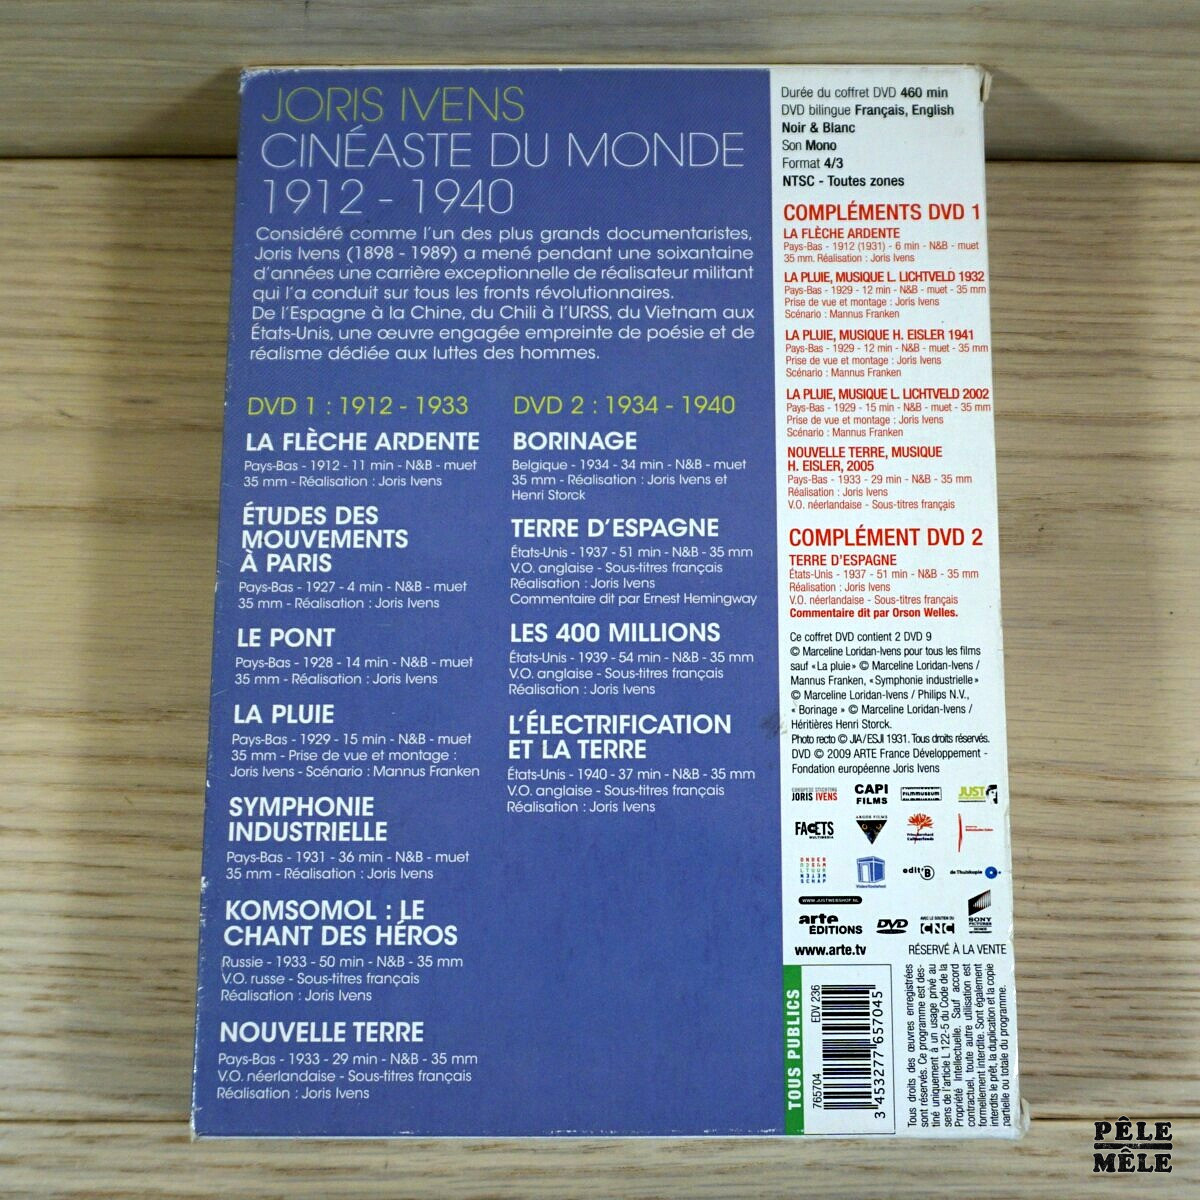 JORIS IVENS
CINÉASTE DU MONDE
1912 - 1940
Considéré comme l'un des plus grands documentaristes,
Joris Ivens (1898 - 1989) a mené pendant une soixantaine
d'années une carrière exceptionnelle de réalisateur militant
qui l'a conduit sur tous les fronts révolutionnaires.
De l'Espagne à la Chine, du Chili à l'URSS, du Vietnam aux
États-Unis, une œuvre engagée empreinte de poésie et de
réalisme dédiée aux luttes des hommes.
DVD 1 : 1912 - 1933
LA FLÈCHE ARDENTE
Pays-Bas - 1912 - 11 min - N&B - muet
35 mm - Réalisation : Joris Ivens
ÉTUDES DES
MOUVEMENTS
À PARIS
Pays-Bas - 1927 - 4 min - N&B - muet
35 mm - Réalisation : Joris Ivens
LE PONT
Pays-Bas - 1928 - 14 min - N&B - muet
35 mm - Réalisation : Joris Ivens
LA PLUIE
Pays-Bas - 1929 - 15 min - N&B - muet
35 mm - Prise de vue et montage :
Joris Ivens - Scénario : Mannus Franken
SYMPHONIE
INDUSTRIELLE
Pays-Bas - 1931 - 36 min - N&B - muet
35 mm - Réalisation : Joris Ivens
KOMSOMOL : LE
CHANT DES HÉROS
Russie - 1933 - 50 min - N&B - 35 mm
V.O. russe - Sous-titres français
Réalisation : Joris Ivens
NOUVELLE TERRE
Pays-Bas - 1933 - 29 min - N&B - 35 mm
V.O. néerlandaise - Sous-titres français
Réalisation : Joris Ivens
DVD 2 : 1934 - 1940
BORINAGE
Belgique - 1934 - 34 min - N&B - muet
35 mm - Réalisation : Joris Ivens et
Henri Storck
TERRE D'ESPAGNE
États-Unis - 1937 - 51 min - N&B - 35 mm
V.O. anglaise - Sous-titres français
Réalisation : Joris Ivens
Commentaire dit par Ernest Hemingway
LES 400 MILLIONS
États-Unis - 1939 - 54 min - N&B - 35 mm
V.O. anglaise - Sous-titres français
Réalisation : Joris Ivens
L'ÉLECTRIFICATION
ET LA TERRE
États-Unis - 1940 - 37 min - N&B - 35 mm
V.O. anglaise - Sous-titres français
Réalisation : Joris Ivens
Durée du coffret DVD 460 min
DVD bilingue Français, English
Noir & Blanc
Son Mono
Format 4/3
NTSC - Toutes zones
COMPLÉMENTS DVD 1
LA FLÈCHE ARDENTE
Pays-Bas - 1912 (1931) - 6 min - N&B - muet
35 mm. Réalisation : Joris Ivens
LA PLUIE, MUSIQUE L. LICHTVELD 1932
Pays-Bas - 1929 - 12 min - N&B - muet - 35 mm
Prise de vue et montage : Joris Ivens
Scénario : Mannus Franken
LA PLUIE, MUSIQUE H. EISLER 1941
Pays-Bas - 1929 - 12 min - N&B - muet - 35 mm
Prise de vue et montage : Joris Ivens
Scénario : Mannus Franken
LA PLUIE, MUSIQUE L. LICHTVELD 2002
Pays-Bas - 1929 - 15 min - N&B - muet - 35 mm
Prise de vue et montage : Joris Ivens
Scénario : Mannus Franken
NOUVELLE TERRE, MUSIQUE
H. EISLER, 2005
Pays-Bas - 1933 - 29 min - N&B - 35 mm
Réalisation : Joris Ivens
V.O. néerlandaise - Sous-titres français
COMPLÉMENT DVD 2
TERRE D'ESPAGNE
États-Unis - 1937 - 51 min - N&B - 35 mm
Réalisation : Joris Ivens
V.O. néerlandaise - Sous-titres français
Commentaire dit par Orson Welles.
Ce coffret DVD contient 2 DVD 9
© Marceline Loridan-Ivens pour tous les films
sauf «La pluie» © Marceline Loridan-Ivens /
Mannus Franken, «Symphonie industrielle»
© Marceline Loridan-Ivens / Philips N.V.,
« Borinage » © Marceline Loridan-Ivens /
Héritières Henri Storck.
Photo recto © JIA/ESJI 1931. Tous droits réservés.
DVD © 2009 ARTE France Développement -
Fondation européenne Joris Ivens
JORIS IVENS
CAPI
FILMS
FILMMUSEUM
JUST
FACETS
MULTIMEDIA
ARGOS FILMS
edit'B
de Thuiskopie
WWW.JUSTWEBSHOP.NL
arte
ÉDITIONS
DVD
AVEC LE SOUTIEN DU
CNC
SONY
www.arte.tv
RÉSERVÉ À LA VENTE
TOUS PUBLICS
765704
EDV 236
3 453277 657045
Tous droits des œuvres enregistrées
sont réservés. Ce programme est des-
tiné uniquement à un usage privé au
sens de l'article L 122-5 du Code de la
Propriété Intellectuelle. Sauf accord
contractuel, toute autre utilisation est
formellement interdite. Sont également
interdits le prêt, la duplication et la copie
partielle ou totale du programme.
PÊLE
MÊLE